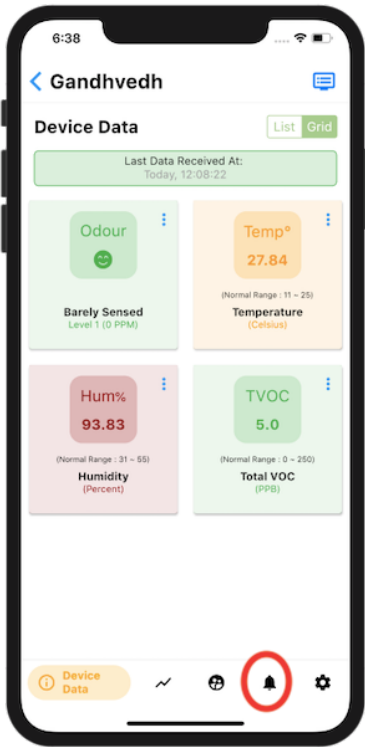 6:38
Gandhvedh
Device Data
List Grid
Last Data Received At:
Today, 12:08:22
Odour
Barely Sensed
Level 1 (0 PPM)
Temp°
27.84
(Normal Range : 11 ~ 25)
Temperature
(Celsius)
Hum%
93.83
(Normal Range : 31 ~ 55)
Humidity
(Percent)
TVOC
5.0
(Normal Range : 0 ~ 250)
Total VOC
(PPB)
Device
Data